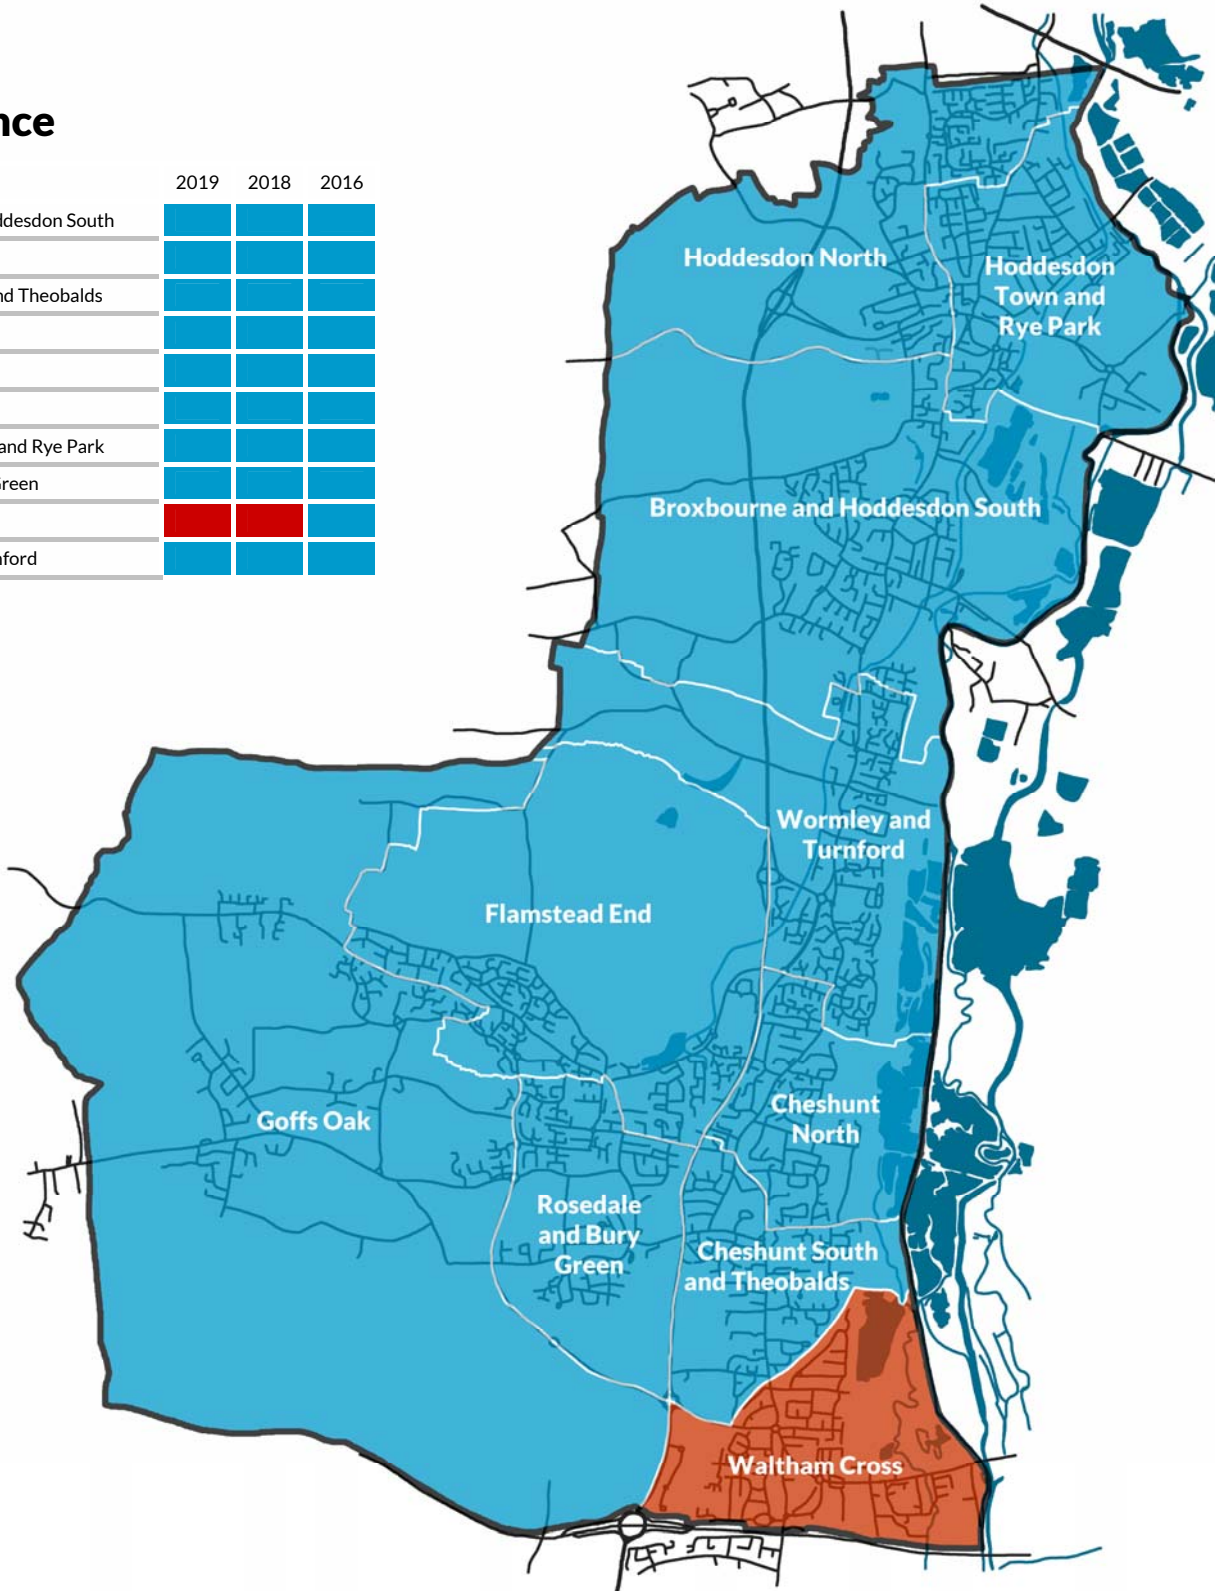 nce
2019 2018 2016
ddesdon South
nd Theobalds
and Rye Park
Green
nford
Hoddesdon North
Hoddesdon
Town and
Rye Park
Broxbourne and Hoddesdon South
Wormley and
Turnford
Flamstead End
Goffs Oak
Cheshunt
North
Rosedale
and Bury
Green
Cheshunt South
and Theobalds
Waltham Cross